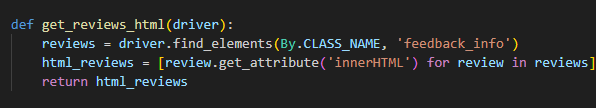 def get_reviews_html(driver):
    reviews = driver.find_elements(By.CLASS_NAME, 'feedback_info')
    html_reviews = [review.get_attribute('innerHTML') for review in reviews]
    return html_reviews